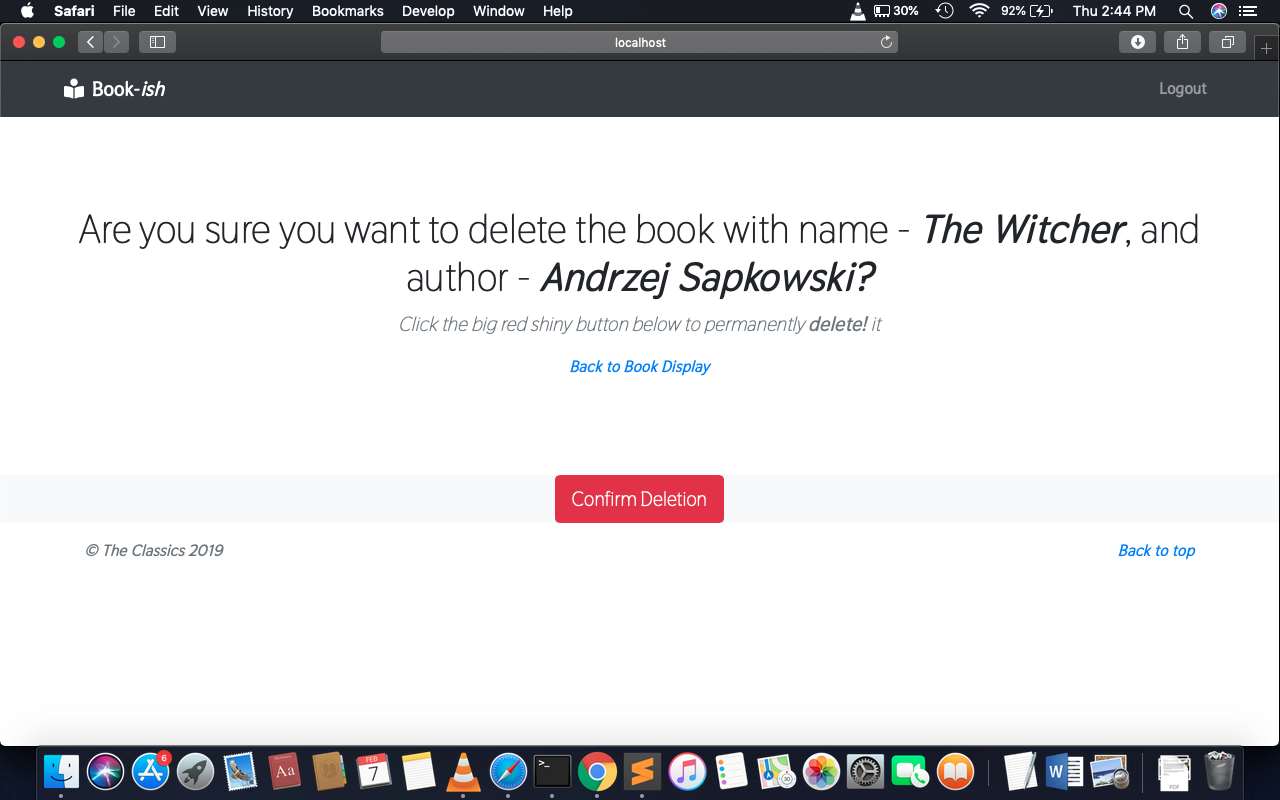 Safari File Edit View History Bookmarks Develop Window Help 30% 92% Thu 2:44 PM
localhost
Book-ish Logout
Are you sure you want to delete the book with name - The Witcher, and
author - Andrzej Sapkowski?
Click the big red shiny button below to permanently delete! it
Back to Book Display
Confirm Deletion
© The Classics 2019 Back to top
6
Aa
FEB
7
>_
30
W
PDF